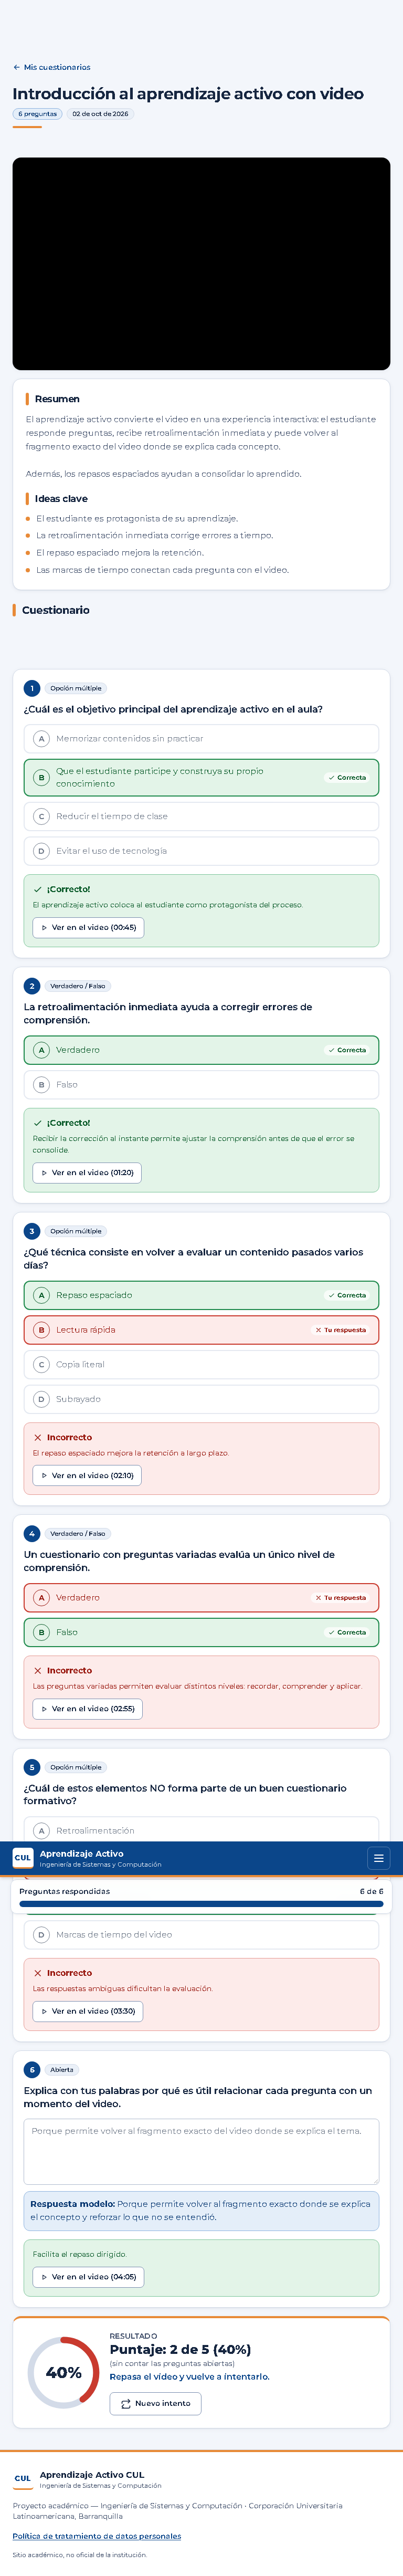 ← Mis cuestionarios
Introducción al aprendizaje activo con video
6 preguntas 02 de oct de 2026
Resumen
El aprendizaje activo convierte el video en una experiencia interactiva: el estudiante
responde preguntas, recibe retroalimentación inmediata y puede volver al
fragmento exacto del video donde se explica cada concepto.
Además, los repasos espaciados ayudan a consolidar lo aprendido.
Ideas clave
El estudiante es protagonista de su aprendizaje.
La retroalimentación inmediata corrige errores a tiempo.
El repaso espaciado mejora la retención.
Las marcas de tiempo conectan cada pregunta con el video.
Cuestionario
1 Opción múltiple
¿Cuál es el objetivo principal del aprendizaje activo en el aula?
A Memorizar contenidos sin practicar
B Que el estudiante participe y construya su propio
conocimiento
Correcta
C Reducir el tiempo de clase
D Evitar el uso de tecnología
¡Correcto!
El aprendizaje activo coloca al estudiante como protagonista del proceso.
Ver en el video (00:45)
2 Verdadero / Falso
La retroalimentación inmediata ayuda a corregir errores de
comprensión.
A Verdadero Correcta
B Falso
¡Correcto!
Recibir la corrección al instante permite ajustar la comprensión antes de que el error se
consolide.
Ver en el video (01:20)
3 Opción múltiple
¿Qué técnica consiste en volver a evaluar un contenido pasados varios
días?
A Repaso espaciado Correcta
B Lectura rápida Tu respuesta
C Copia literal
D Subrayado
Incorrecto
El repaso espaciado mejora la retención a largo plazo.
Ver en el video (02:10)
4 Verdadero / Falso
Un cuestionario con preguntas variadas evalúa un único nivel de
comprensión.
A Verdadero Tu respuesta
B Falso Correcta
Incorrecto
Las preguntas variadas permiten evaluar distintos niveles: recordar, comprender y aplicar.
Ver en el video (02:55)
5 Opción múltiple
¿Cuál de estos elementos NO forma parte de un buen cuestionario
formativo?
A Retroalimentación
CUL Aprendizaje Activo
Ingeniería de Sistemas y Computación
Preguntas respondidas 6 de 6
D Marcas de tiempo del video
Incorrecto
Las respuestas ambiguas dificultan la evaluación.
Ver en el video (03:30)
6 Abierta
Explica con tus palabras por qué es útil relacionar cada pregunta con un
momento del video.
Porque permite volver al fragmento exacto del video donde se explica el tema.
Respuesta modelo: Porque permite volver al fragmento exacto del video donde se explica
el concepto y reforzar lo que no se entendió.
Facilita el repaso dirigido.
Ver en el video (04:05)
40%
RESULTADO
Puntaje: 2 de 5 (40%)
(sin contar las preguntas abiertas)
Repasa el vídeo y vuelve a intentarlo.
Nuevo intento
CUL Aprendizaje Activo CUL
Ingeniería de Sistemas y Computación
Proyecto académico — Ingeniería de Sistemas y Computación · Corporación Universitaria
Latinoamericana, Barranquilla
Política de tratamiento de datos personales
Sitio académico, no oficial de la institución.